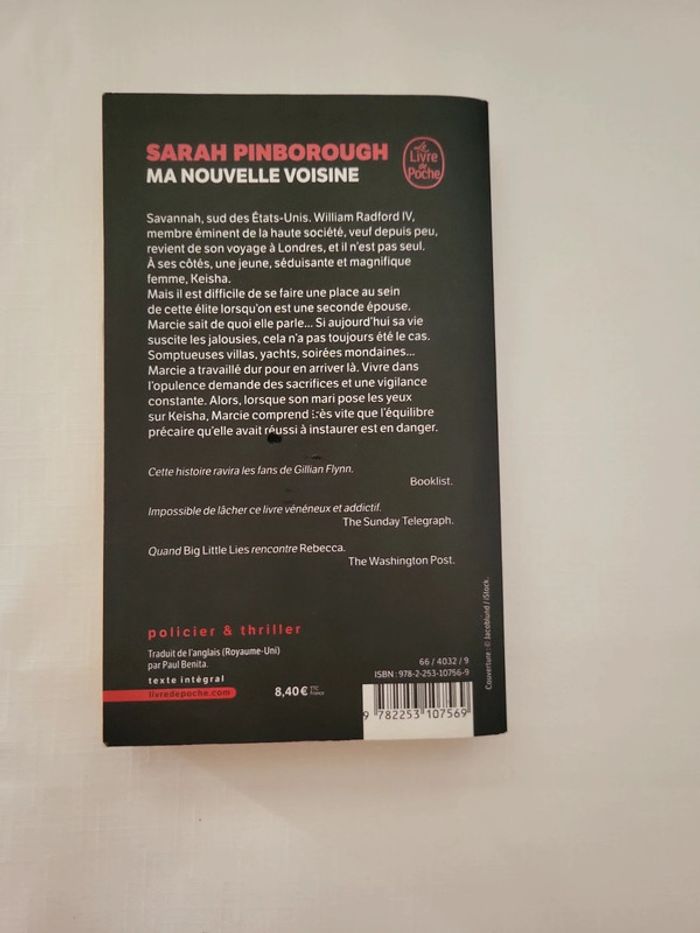 SARAH PINBOROUGH
MA NOUVELLE VOISINE
Le
Livre
de
Poche
Savannah, sud des États-Unis. William Radford IV,
membre éminent de la haute société, veuf depuis peu,
revient de son voyage à Londres, et il n'est pas seul.
À ses côtés, une jeune, séduisante et magnifique
femme, Keisha.
Mais il est difficile de se faire une place au sein
de cette élite lorsqu'on est une seconde épouse.
Marcie sait de quoi elle parle... Si aujourd'hui sa vie
suscite les jalousies, cela n'a pas toujours été le cas.
Somptueuses villas, yachts, soirées mondaines...
Marcie a travaillé dur pour en arriver là. Vivre dans
l'opulence demande des sacrifices et une vigilance
constante. Alors, lorsque son mari pose les yeux
sur Keisha, Marcie comprend très vite que l'équilibre
précaire qu'elle avait réussi à instaurer est en danger.
Cette histoire ravira les fans de Gillian Flynn.
Booklist.
Impossible de lâcher ce livre vénéneux et addictif.
The Sunday Telegraph.
Quand Big Little Lies rencontre Rebecca.
The Washington Post.
policier & thriller
Traduit de l'anglais (Royaume-Uni)
par Paul Benita.
texte intégral
livredepoche.com
8,40 € TTC
France
66 / 4032 / 9
ISBN : 978-2-253-10756-9
9 782253 107569
Couverture : © Jacoblund / iStock.